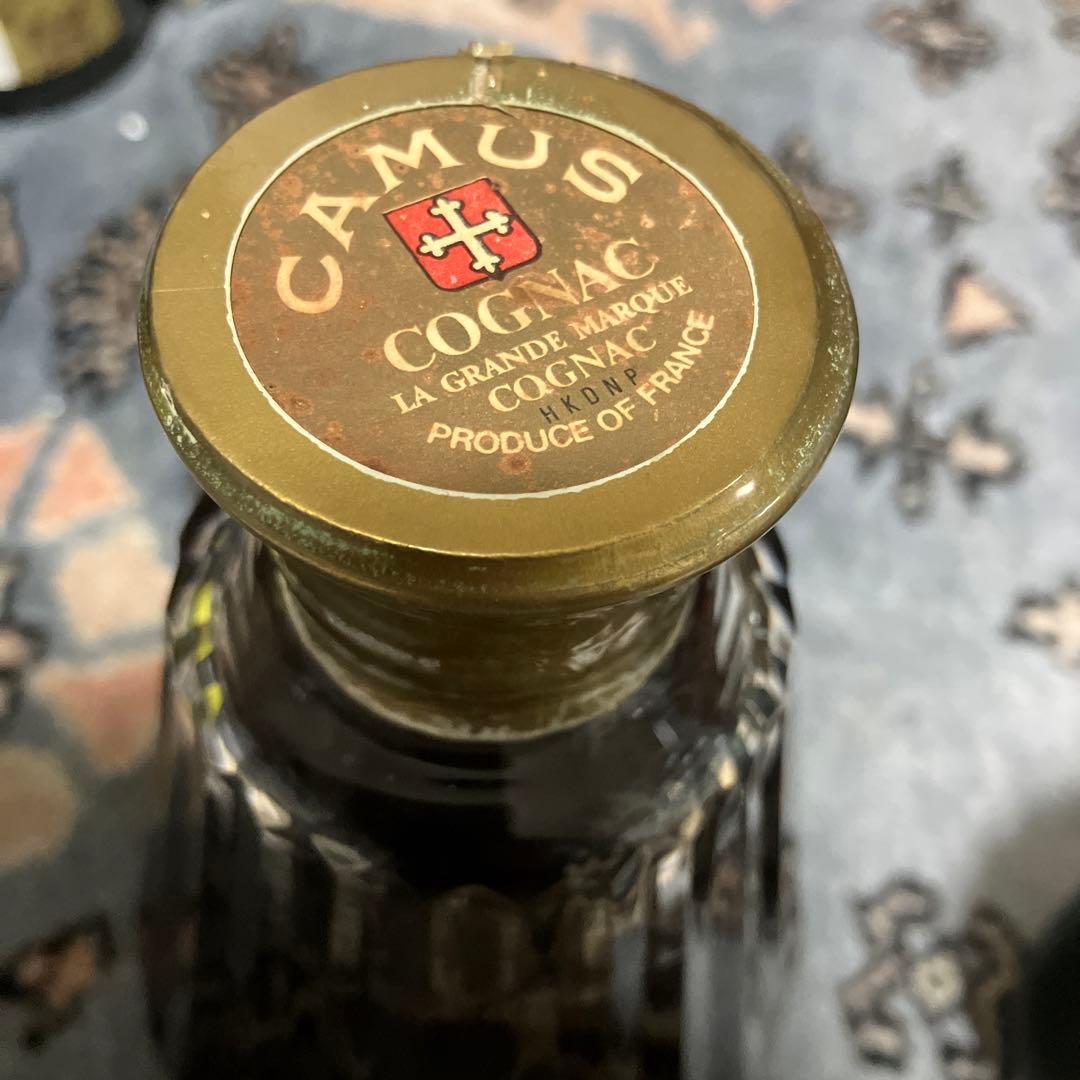 CAMUS
COGNAC
LA GRANDE MARQUE
COGNAC
HKDNP
PRODUCE OF FRANCE